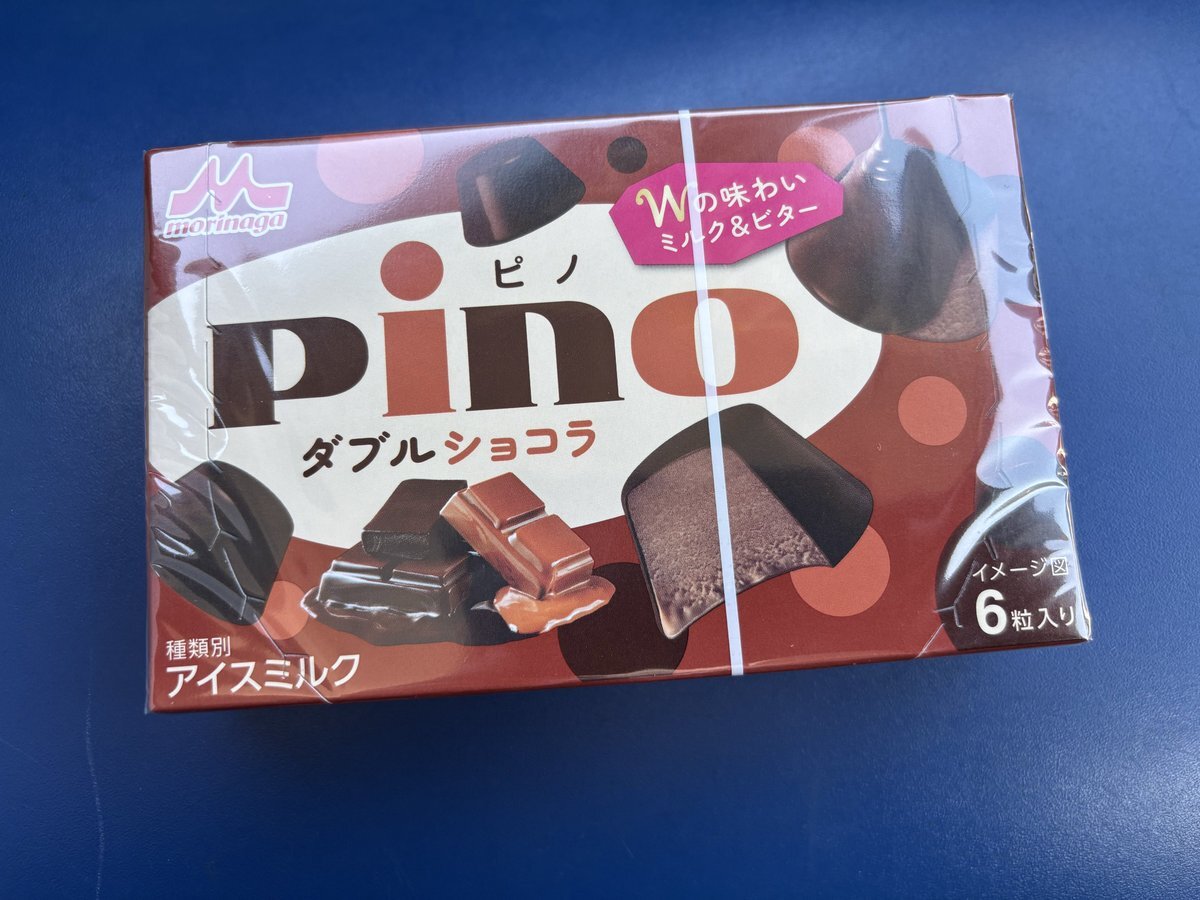 morinaga
Wの味わい
ミルク&ビター
ピノ
pino
ダブルショコラ
イメージ図
6粒入り
種類別
アイスミルク